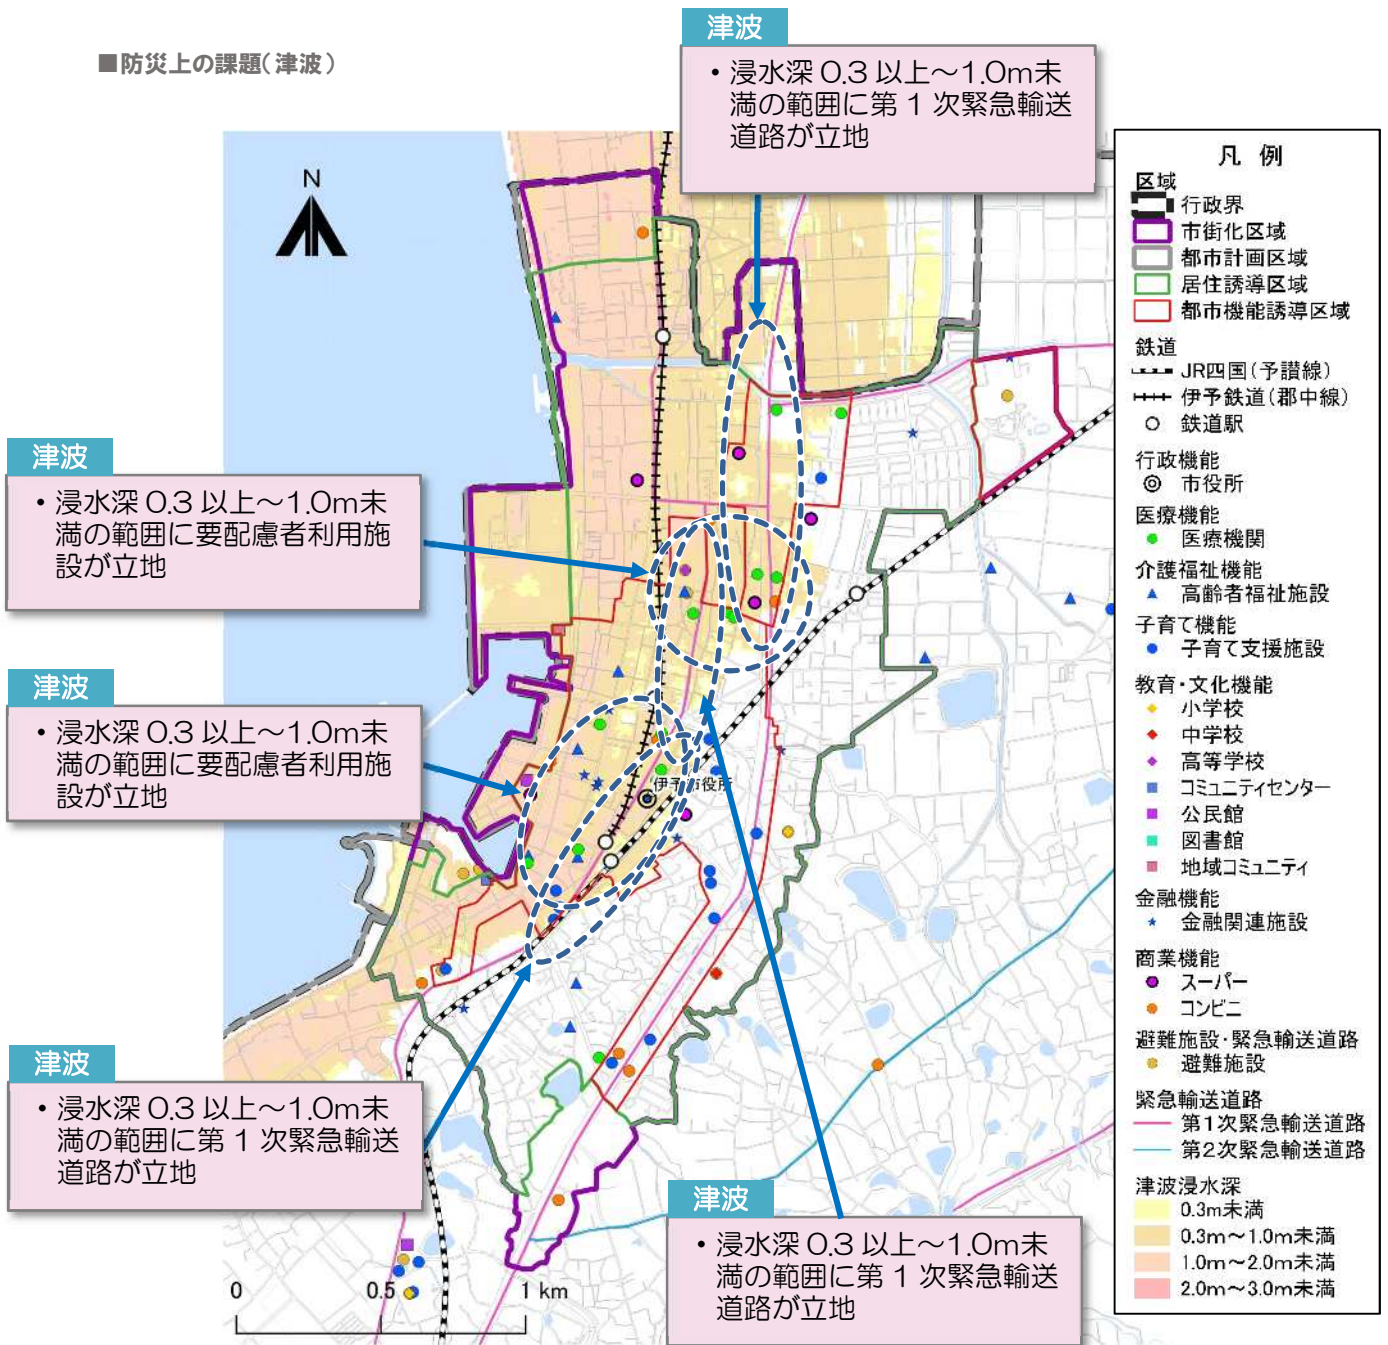 ■防災上の課題(津波)
津波
・浸水深 0.3 以上～1.0m未
満の範囲に第 1 次緊急輸送
道路が立地
N
津波
・浸水深 0.3 以上～1.0m未
満の範囲に要配慮者利用施
設が立地
津波
・浸水深 0.3 以上～1.0m未
満の範囲に要配慮者利用施
設が立地
伊予市役所
津波
・浸水深 0.3 以上～1.0m未
満の範囲に第 1 次緊急輸送
道路が立地
津波
・浸水深 0.3 以上～1.0m未
満の範囲に第 1 次緊急輸送
道路が立地
0 0.5 1 km
凡 例
区域
行政界
市街化区域
都市計画区域
居住誘導区域
都市機能誘導区域
鉄道
JR四国(予讃線)
伊予鉄道(郡中線)
鉄道駅
行政機能
市役所
医療機能
医療機関
介護福祉機能
高齢者福祉施設
子育て機能
子育て支援施設
教育・文化機能
小学校
中学校
高等学校
コミュニティセンター
公民館
図書館
地域コミュニティ
金融機能
金融関連施設
商業機能
スーパー
コンビニ
避難施設・緊急輸送道路
避難施設
緊急輸送道路
第1次緊急輸送道路
第2次緊急輸送道路
津波浸水深
0.3m未満
0.3m～1.0m未満
1.0m～2.0m未満
2.0m～3.0m未満